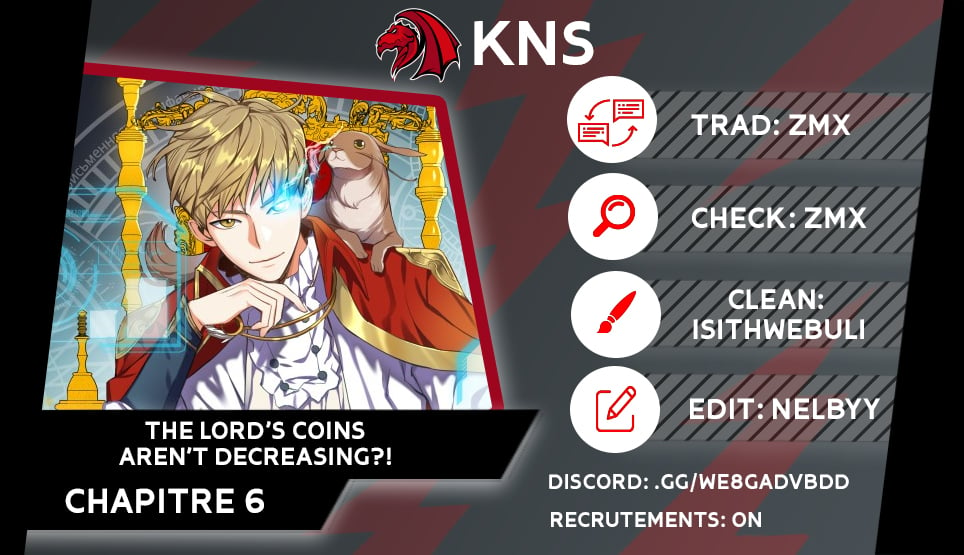 KNS
TRAD: ZMX
CHECK: ZMX
CLEAN:
ISITHWEBULI
EDIT: NELBYY
THE LORD'S COINS
AREN'T DECREASING?!
CHAPITRE 6
DISCORD: .GG/WE8GADVBDD
RECRUTEMENTS: ON